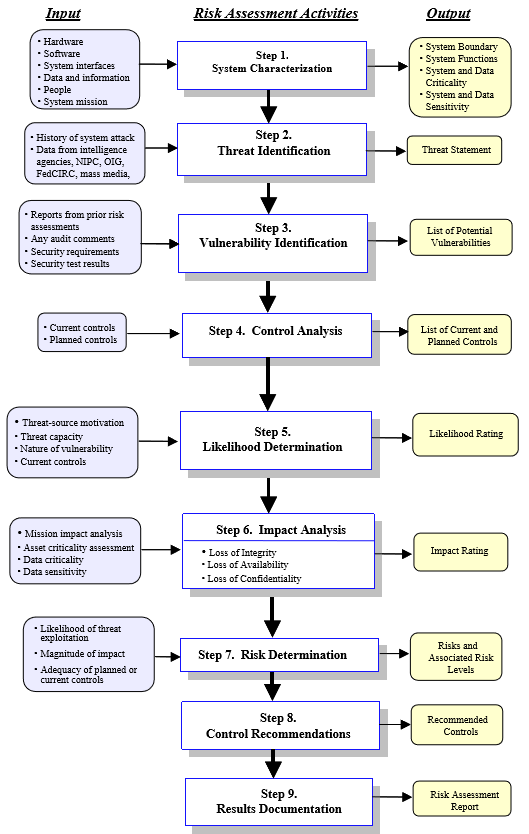 Input
Risk Assessment Activities
Output
• Hardware
• Software
• System interfaces
• Data and information
• People
• System mission
Step 1.
System Characterization
• System Boundary
• System Functions
• System and Data
Criticality
• System and Data
Sensitivity
• History of system attack
• Data from intelligence
agencies, NIPC, OIG,
FedCIRC, mass media,
Step 2.
Threat Identification
Threat Statement
• Reports from prior risk
assessments
• Any audit comments
• Security requirements
• Security test results
Step 3.
Vulnerability Identification
List of Potential
Vulnerabilities
• Current controls
• Planned controls
Step 4. Control Analysis
List of Current and
Planned Controls
• Threat-source motivation
• Threat capacity
• Nature of vulnerability
• Current controls
Step 5.
Likelihood Determination
Likelihood Rating
• Mission impact analysis
• Asset criticality assessment
• Data criticality
• Data sensitivity
Step 6. Impact Analysis
• Loss of Integrity
• Loss of Availability
• Loss of Confidentiality
Impact Rating
• Likelihood of threat
exploitation
• Magnitude of impact
• Adequacy of planned or
current controls
Step 7. Risk Determination
Risks and
Associated Risk
Levels
Step 8.
Control Recommendations
Recommended
Controls
Step 9.
Results Documentation
Risk Assessment
Report